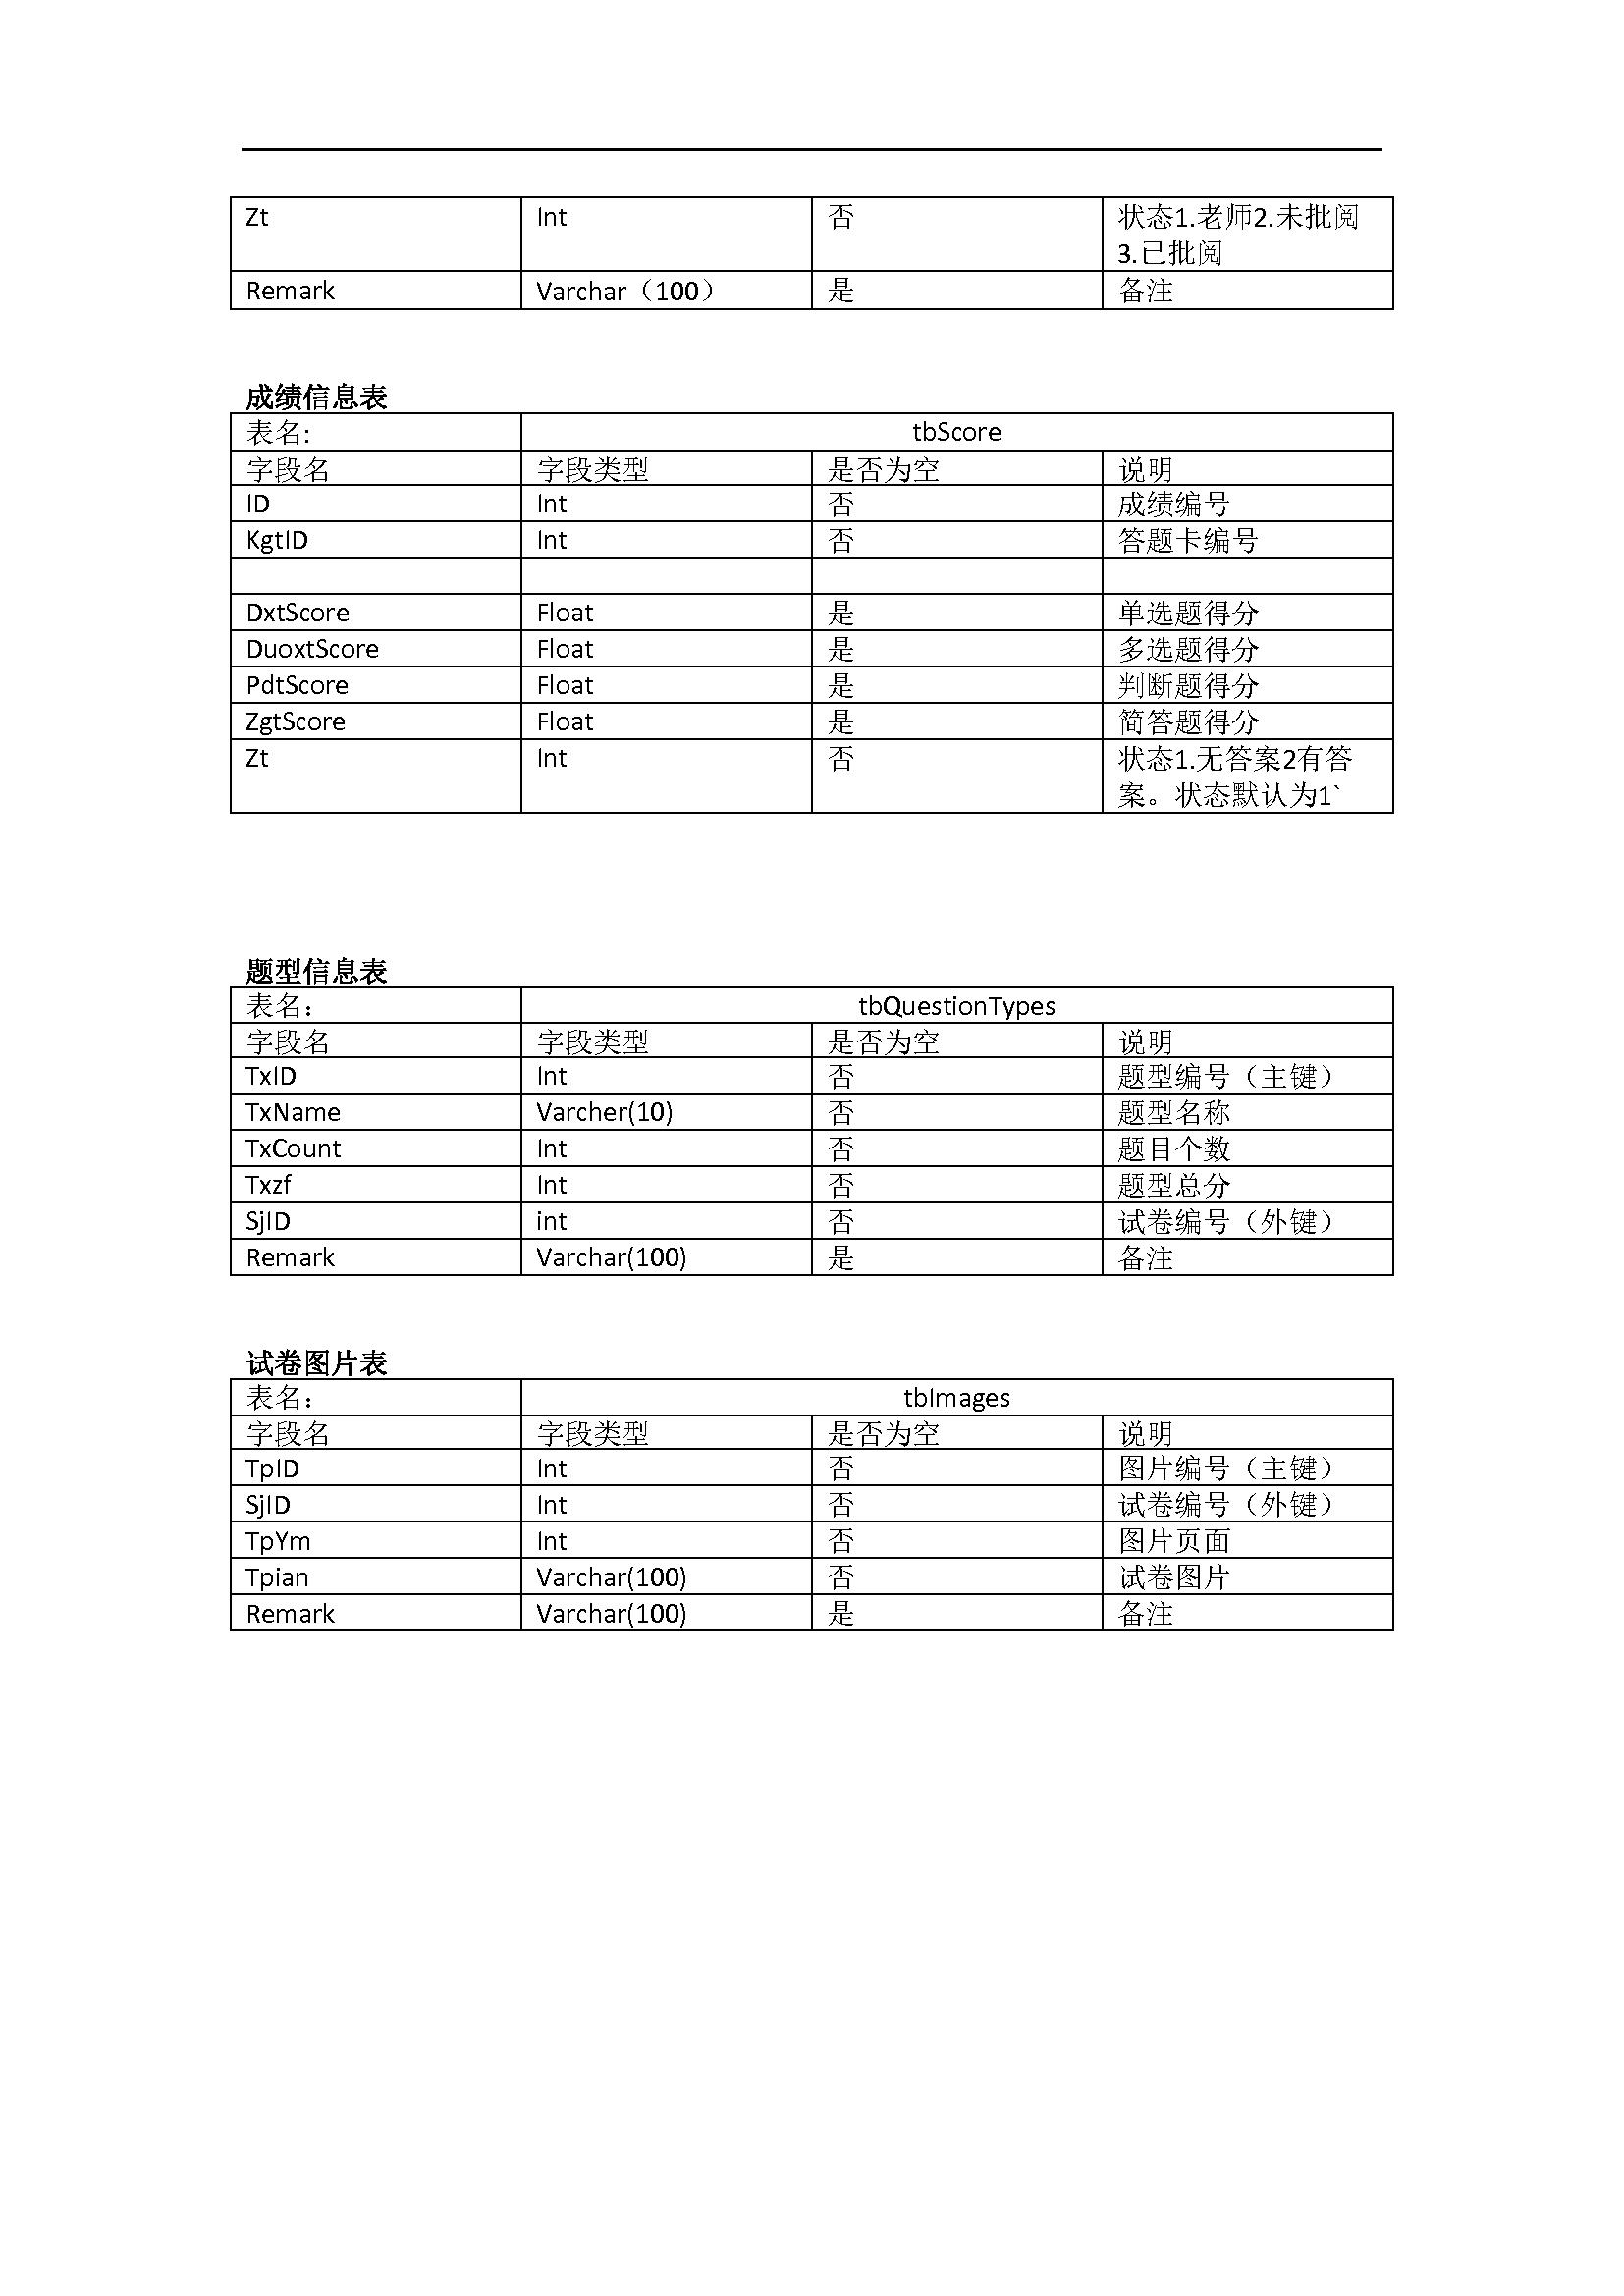 Zt Int 否 状态1.老师2.未批阅
3.已批阅
Remark Varchar（100） 是 备注
成绩信息表
表名: tbScore
字段名 字段类型 是否为空 说明
ID Int 否 成绩编号
KgtID Int 否 答题卡编号
DxtScore Float 是 单选题得分
DuoxtScore Float 是 多选题得分
PdtScore Float 是 判断题得分
ZgtScore Float 是 简答题得分
Zt Int 否 状态1.无答案2有答
案。状态默认为1`
题型信息表
表名： tbQuestionTypes
字段名 字段类型 是否为空 说明
TxID Int 否 题型编号（主键）
TxName Varcher(10) 否 题型名称
TxCount Int 否 题目个数
Txzf Int 否 题型总分
SjID int 否 试卷编号（外键）
Remark Varchar(100) 是 备注
试卷图片表
表名： tbImages
字段名 字段类型 是否为空 说明
TpID Int 否 图片编号（主键）
SjID Int 否 试卷编号（外键）
TpYm Int 否 图片页面
Tpian Varchar(100) 否 试卷图片
Remark Varchar(100) 是 备注